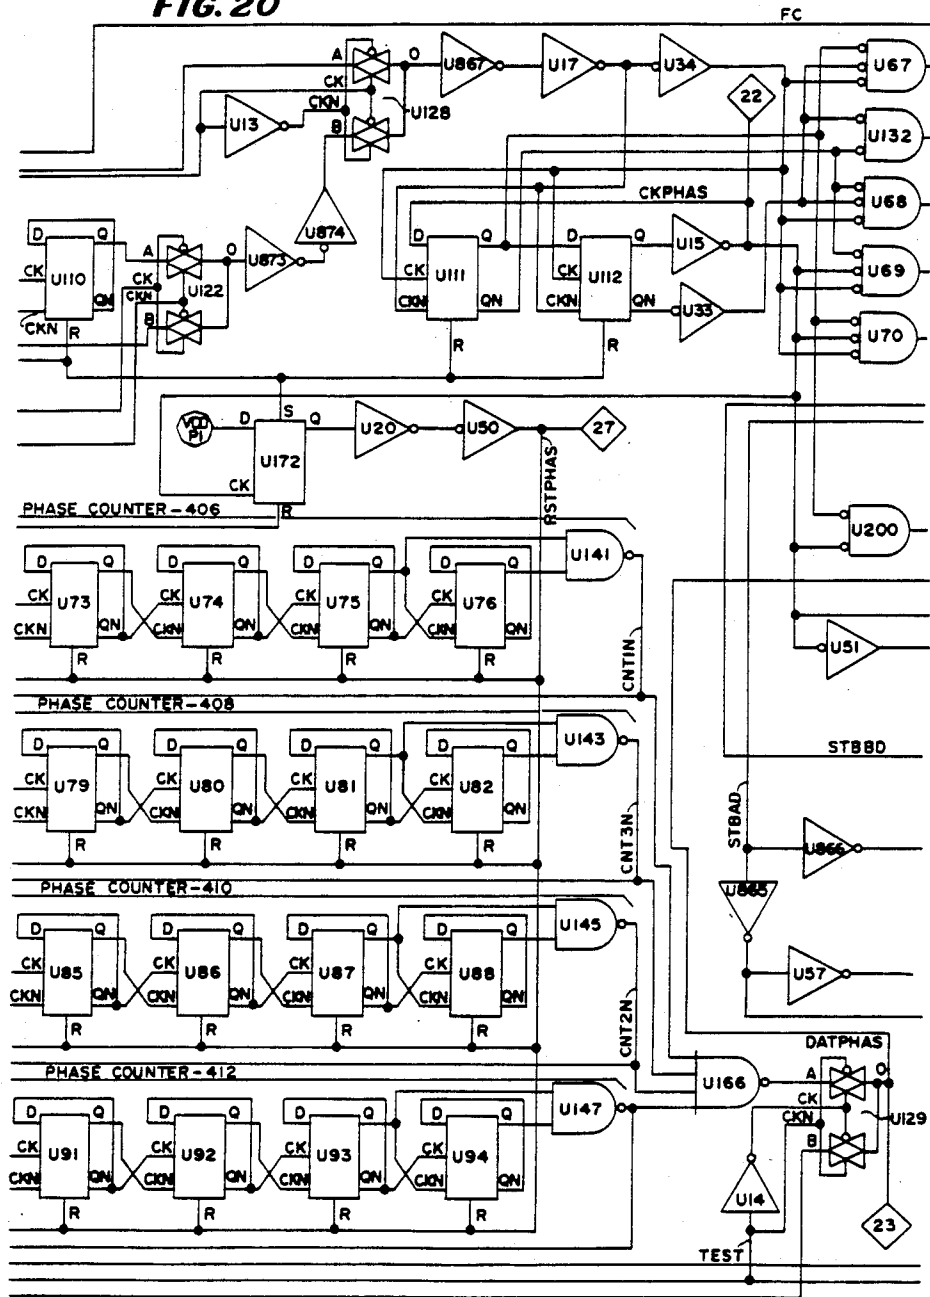 FIG. 20
FC
A
O
U867
U17
U34
U67
CK
CKN
U128
22
U13
B
U132
U874
CKPHAS
U68
D
Q
A
O
U873
D
Q
D
Q
U15
U69
CK
U110
CK
U122
CK
U111
CK
U112
CKN
QN
CKN
QN
CKN
QN
U33
CKN
R
B
U70
R
R
S
VDD
P1
D
Q
U20
U50
27
U172
CK
RSTPHAS
R
U200
PHASE COUNTER-406
U141
D
Q
D
Q
D
Q
D
Q
CK
U73
CK
U74
CK
U75
CK
U76
CKN
QN
CKN
QN
CKN
QN
CKN
QN
R
R
R
R
CNT1N
U51
PHASE COUNTER-408
U143
STBBD
D
Q
D
Q
D
Q
D
Q
CK
U79
CK
U80
CK
U81
CK
U82
CKN
QN
CKN
QN
CKN
QN
CKN
QN
R
R
R
R
CNT3N
STBAD
U866
PHASE COUNTER-410
U865
U145
D
Q
D
Q
D
Q
D
Q
CK
U85
CK
U86
CK
U87
CK
U88
U57
CKN
QN
CKN
QN
CKN
QN
CKN
QN
R
R
R
R
CNT2N
DATPHAS
PHASE COUNTER-412
U166
A
O
U147
CK
CKN
U129
B
D
Q
D
Q
D
Q
D
Q
CK
U91
CK
U92
CK
U93
CK
U94
CKN
QN
CKN
QN
CKN
QN
CKN
QN
R
R
R
R
U14
23
TEST